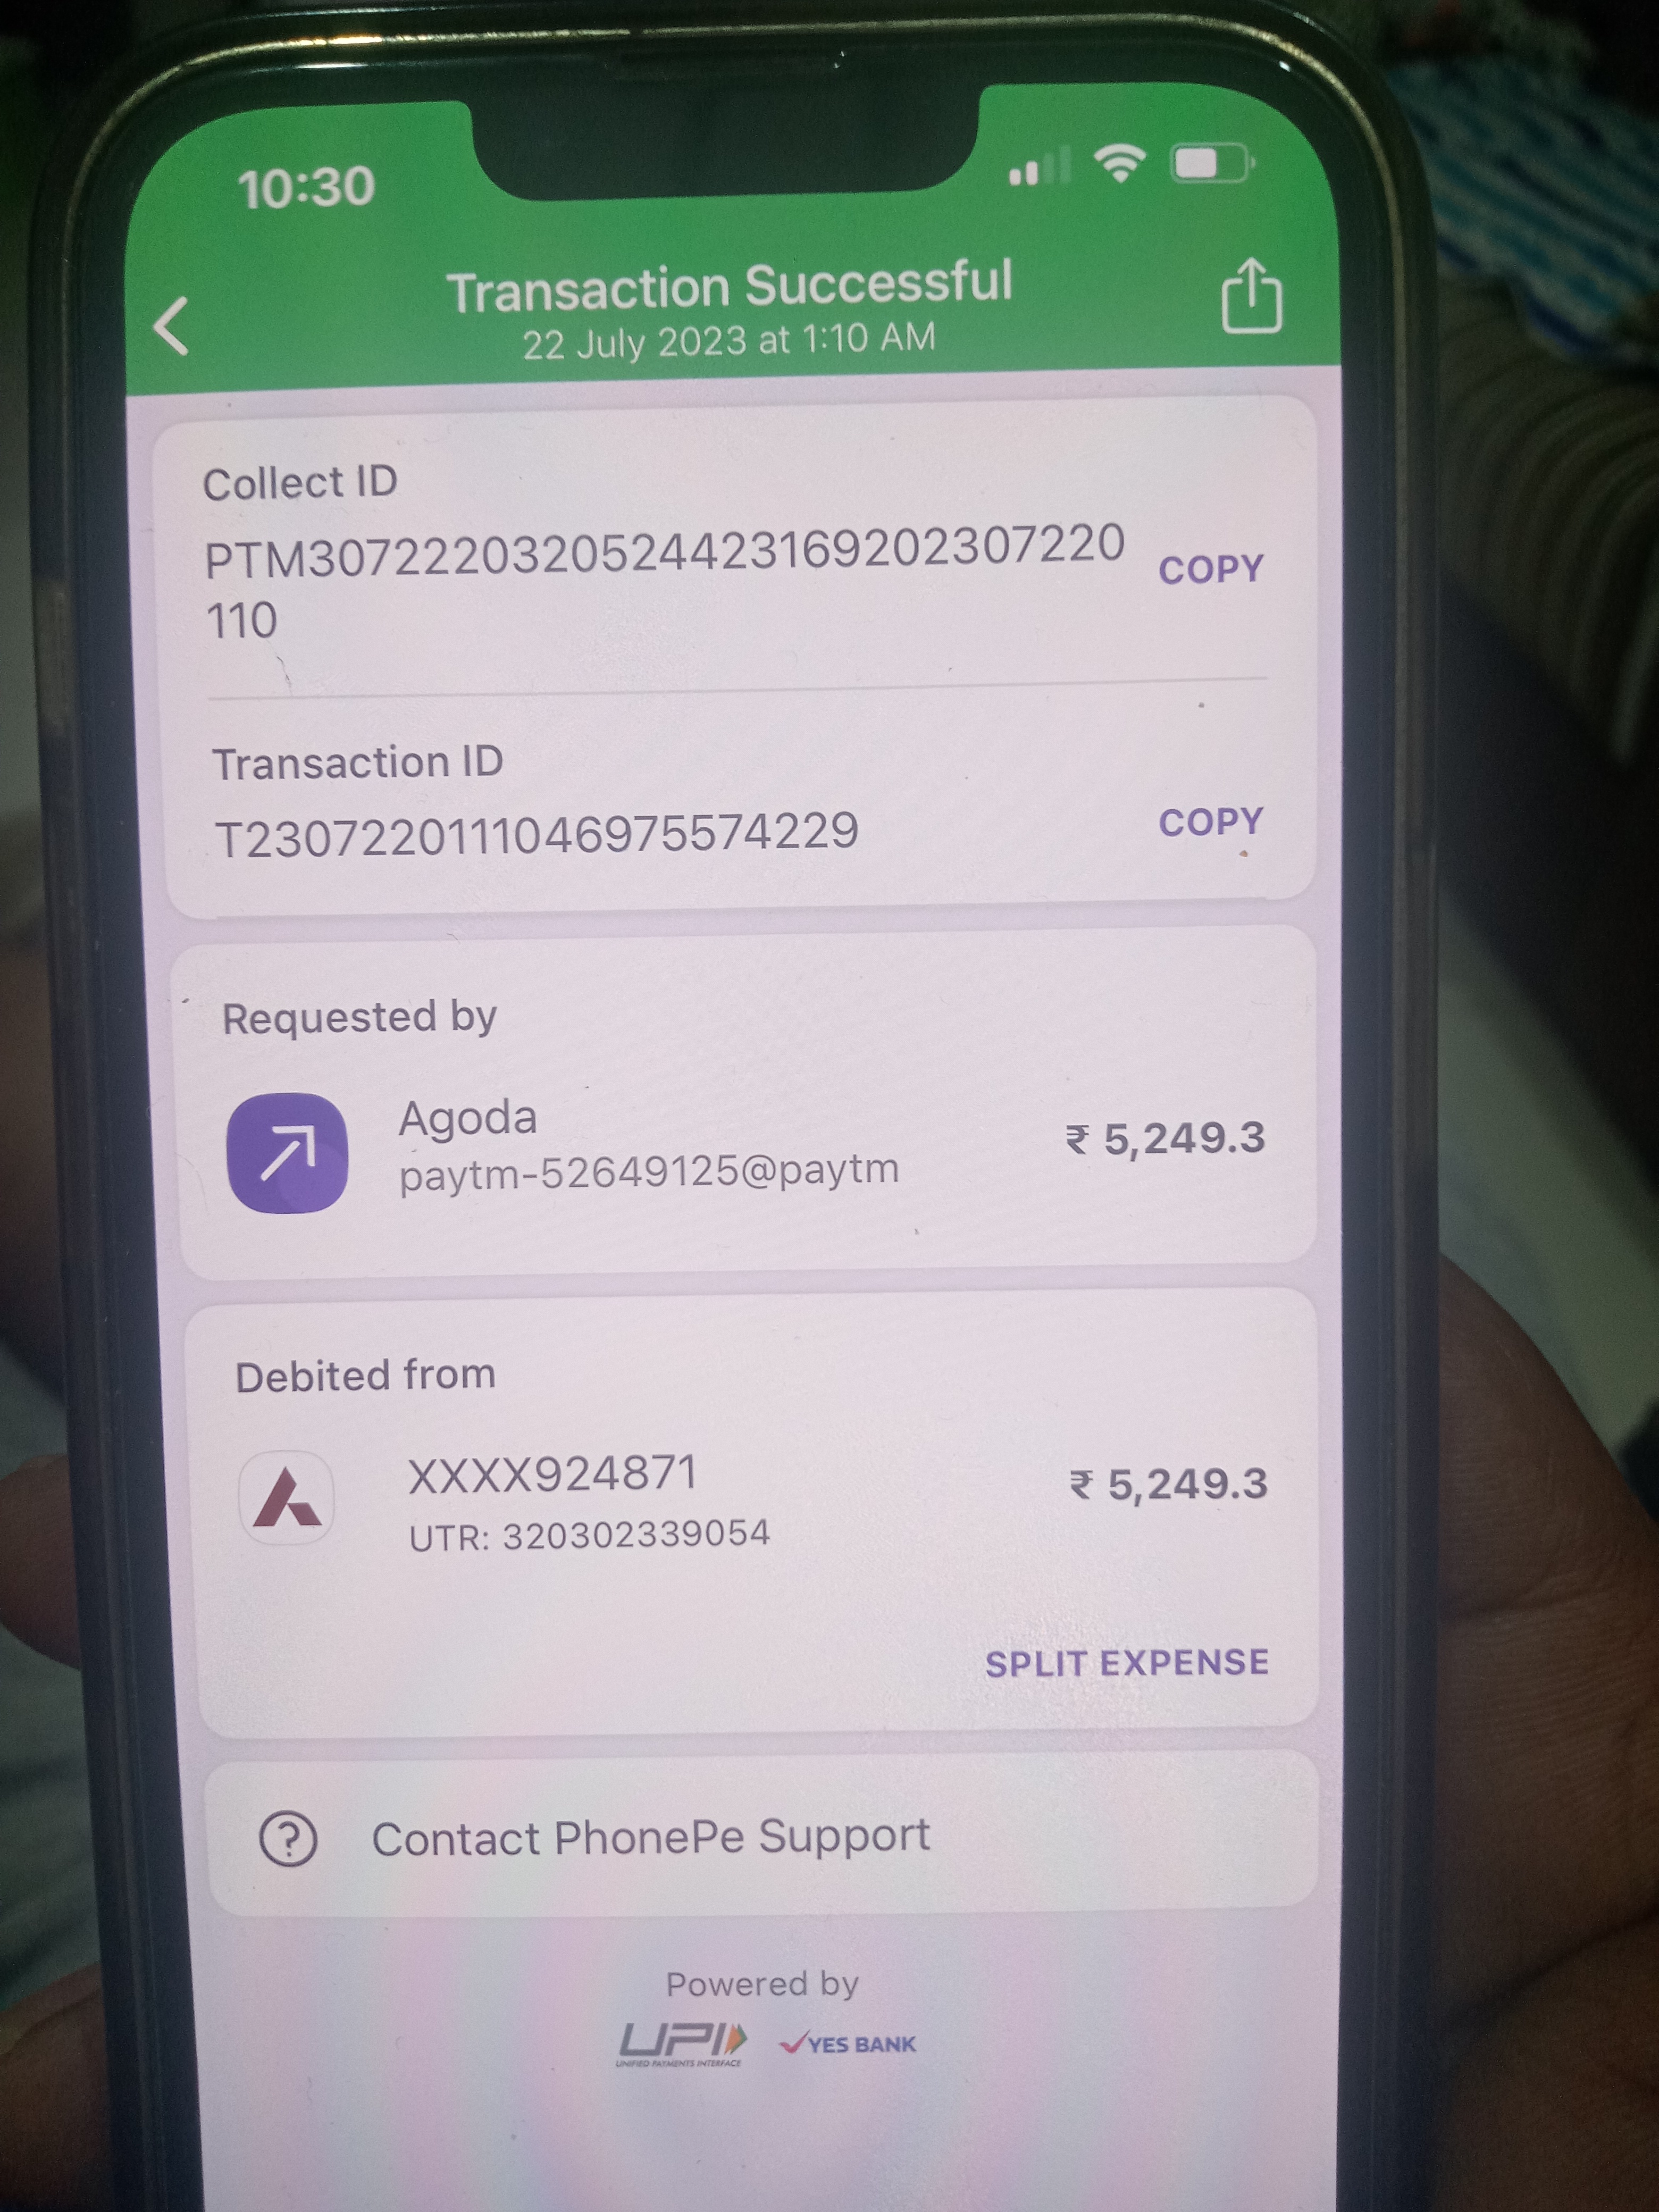 10:30
Transaction Successful
22 July 2023 at 1:10 AM
Collect ID
PTM3072220320524423169202307220
110
COPY
Transaction ID
T2307220111046975574229
COPY
Requested by
Agoda
₹ 5,249.3
paytm-52649125@paytm
Debited from
XXXX924871
₹ 5,249.3
UTR: 320302339054
SPLIT EXPENSE
Contact PhonePe Support
Powered by
UPI
UNIFIED PAYMENTS INTERFACE
YES BANK